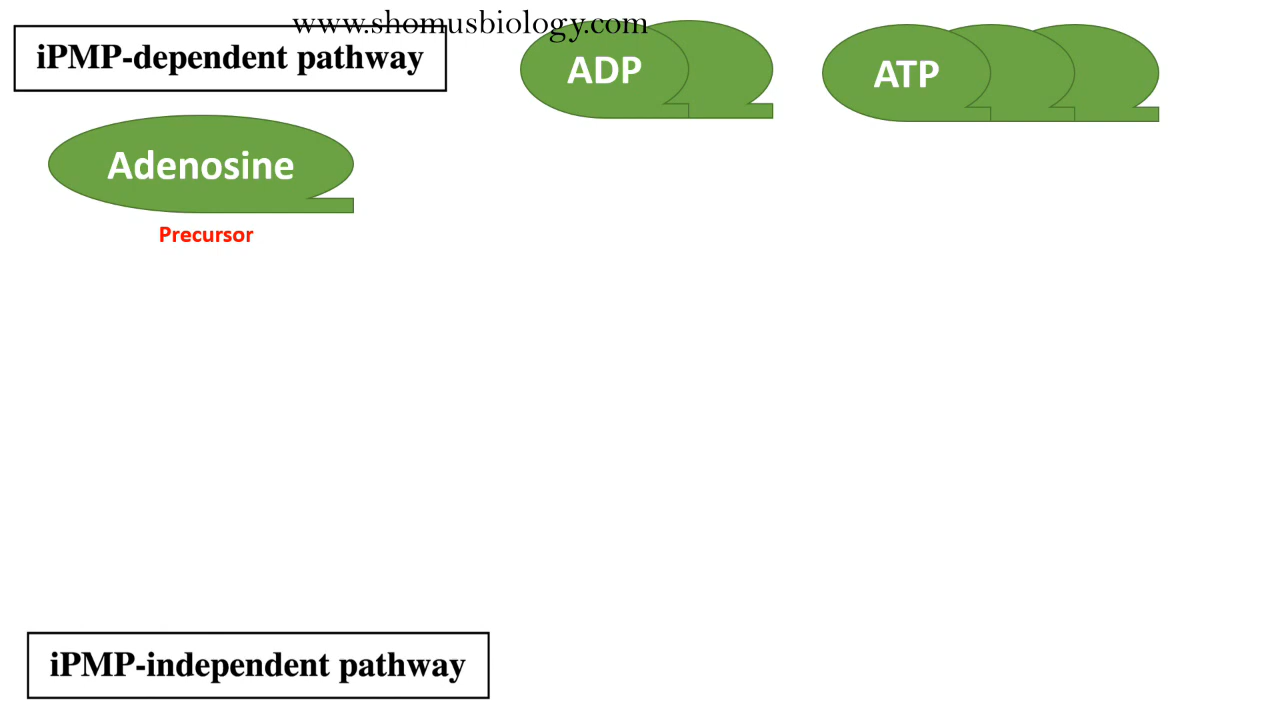 www.shomusbiology.com
iPMP-dependent pathway
ADP
ATP
Adenosine
Precursor
iPMP-independent pathway